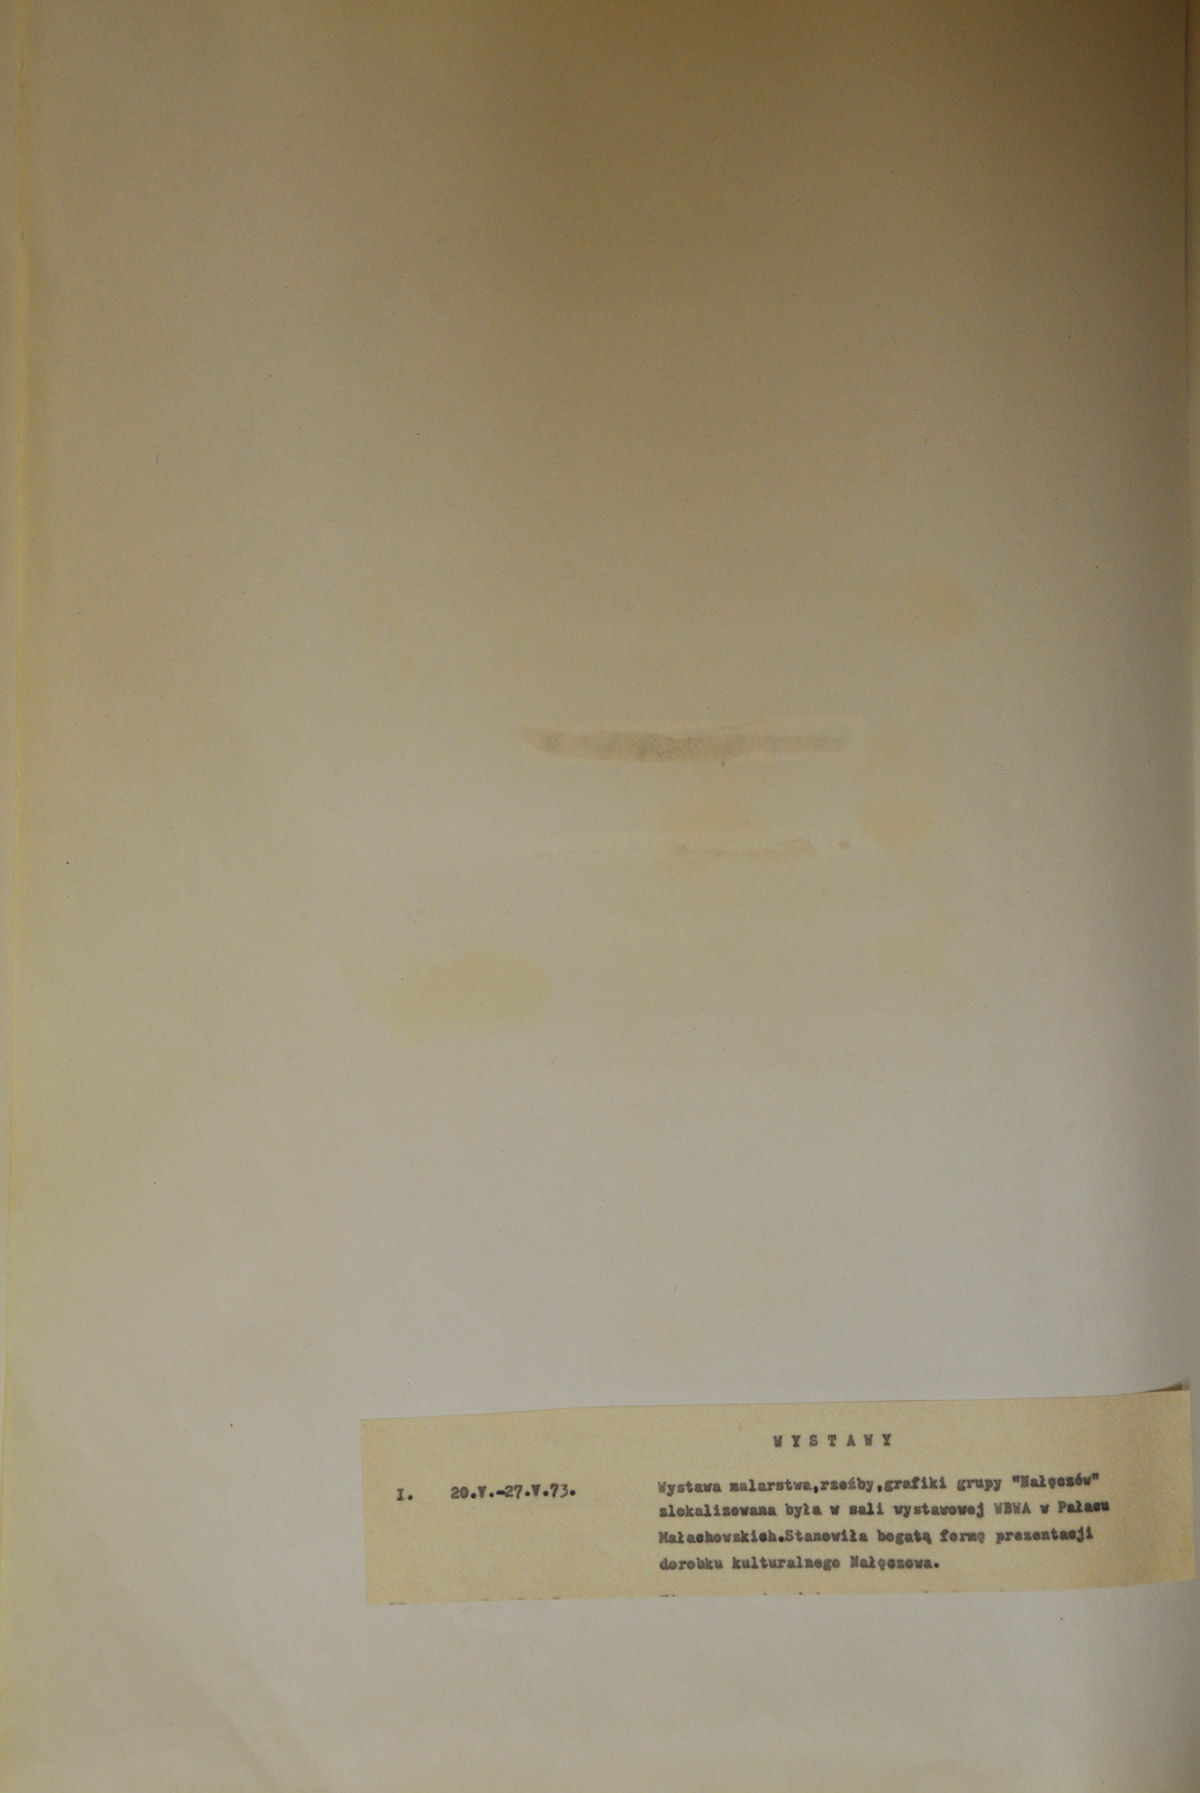 W Y S T A W Y
I. 20.V.-27.V.73. Wystawa malarstwa,rzeźby,grafiki grupy "Nałęczów"
zlokalizowana była w sali wystawowej WBWA w Pałacu
Małachowskich.Stanowiła bogatą formę prezentacji
dorobku kulturalnego Nałęczowa.